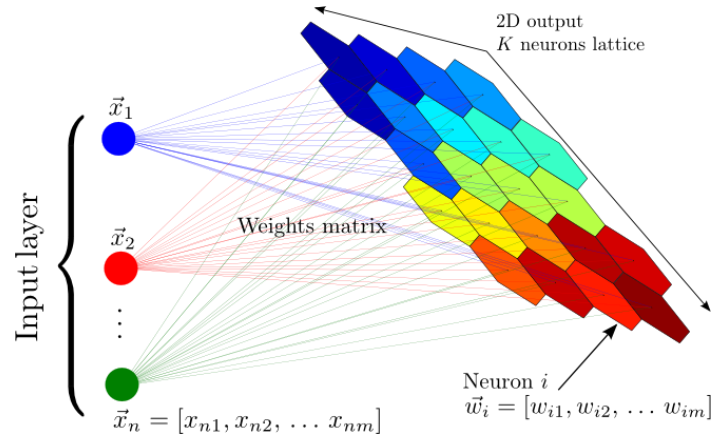 2D output
K neurons lattice
x⃗₁
Input layer
x⃗₂
Weights matrix
⋮
Neuron i
x⃗ₙ = [xₙ₁, xₙ₂, … xₙₘ]
w⃗ᵢ = [wᵢ₁, wᵢ₂, … wᵢₘ]